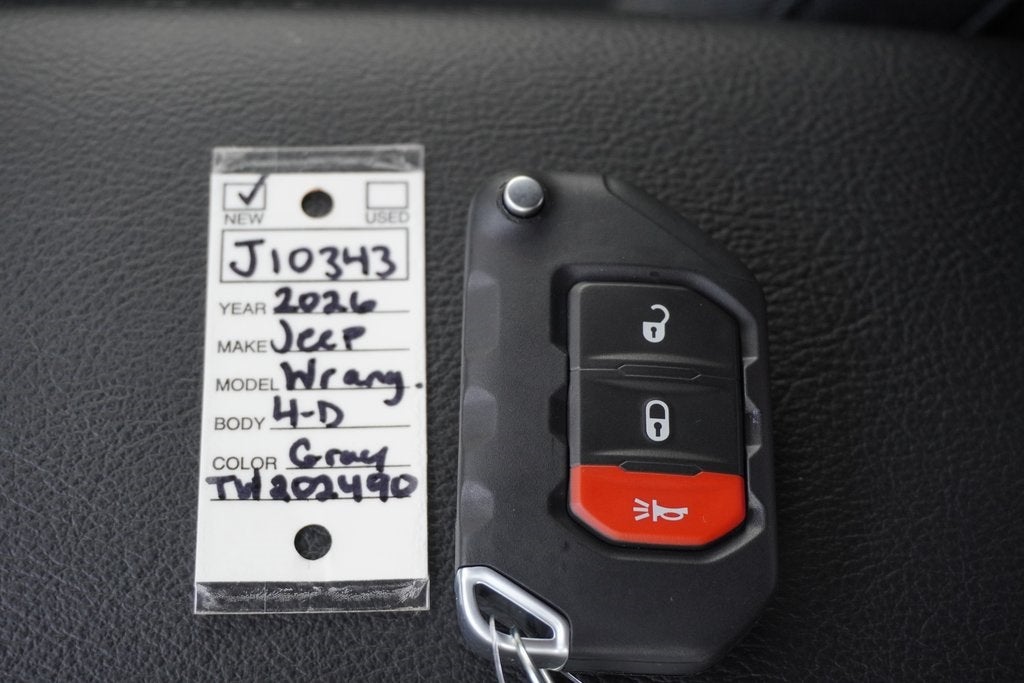 NEW USED
J10343
YEAR 2026
MAKE Jeep
MODEL Wrang.
BODY 4-D
COLOR Gray
TW202490